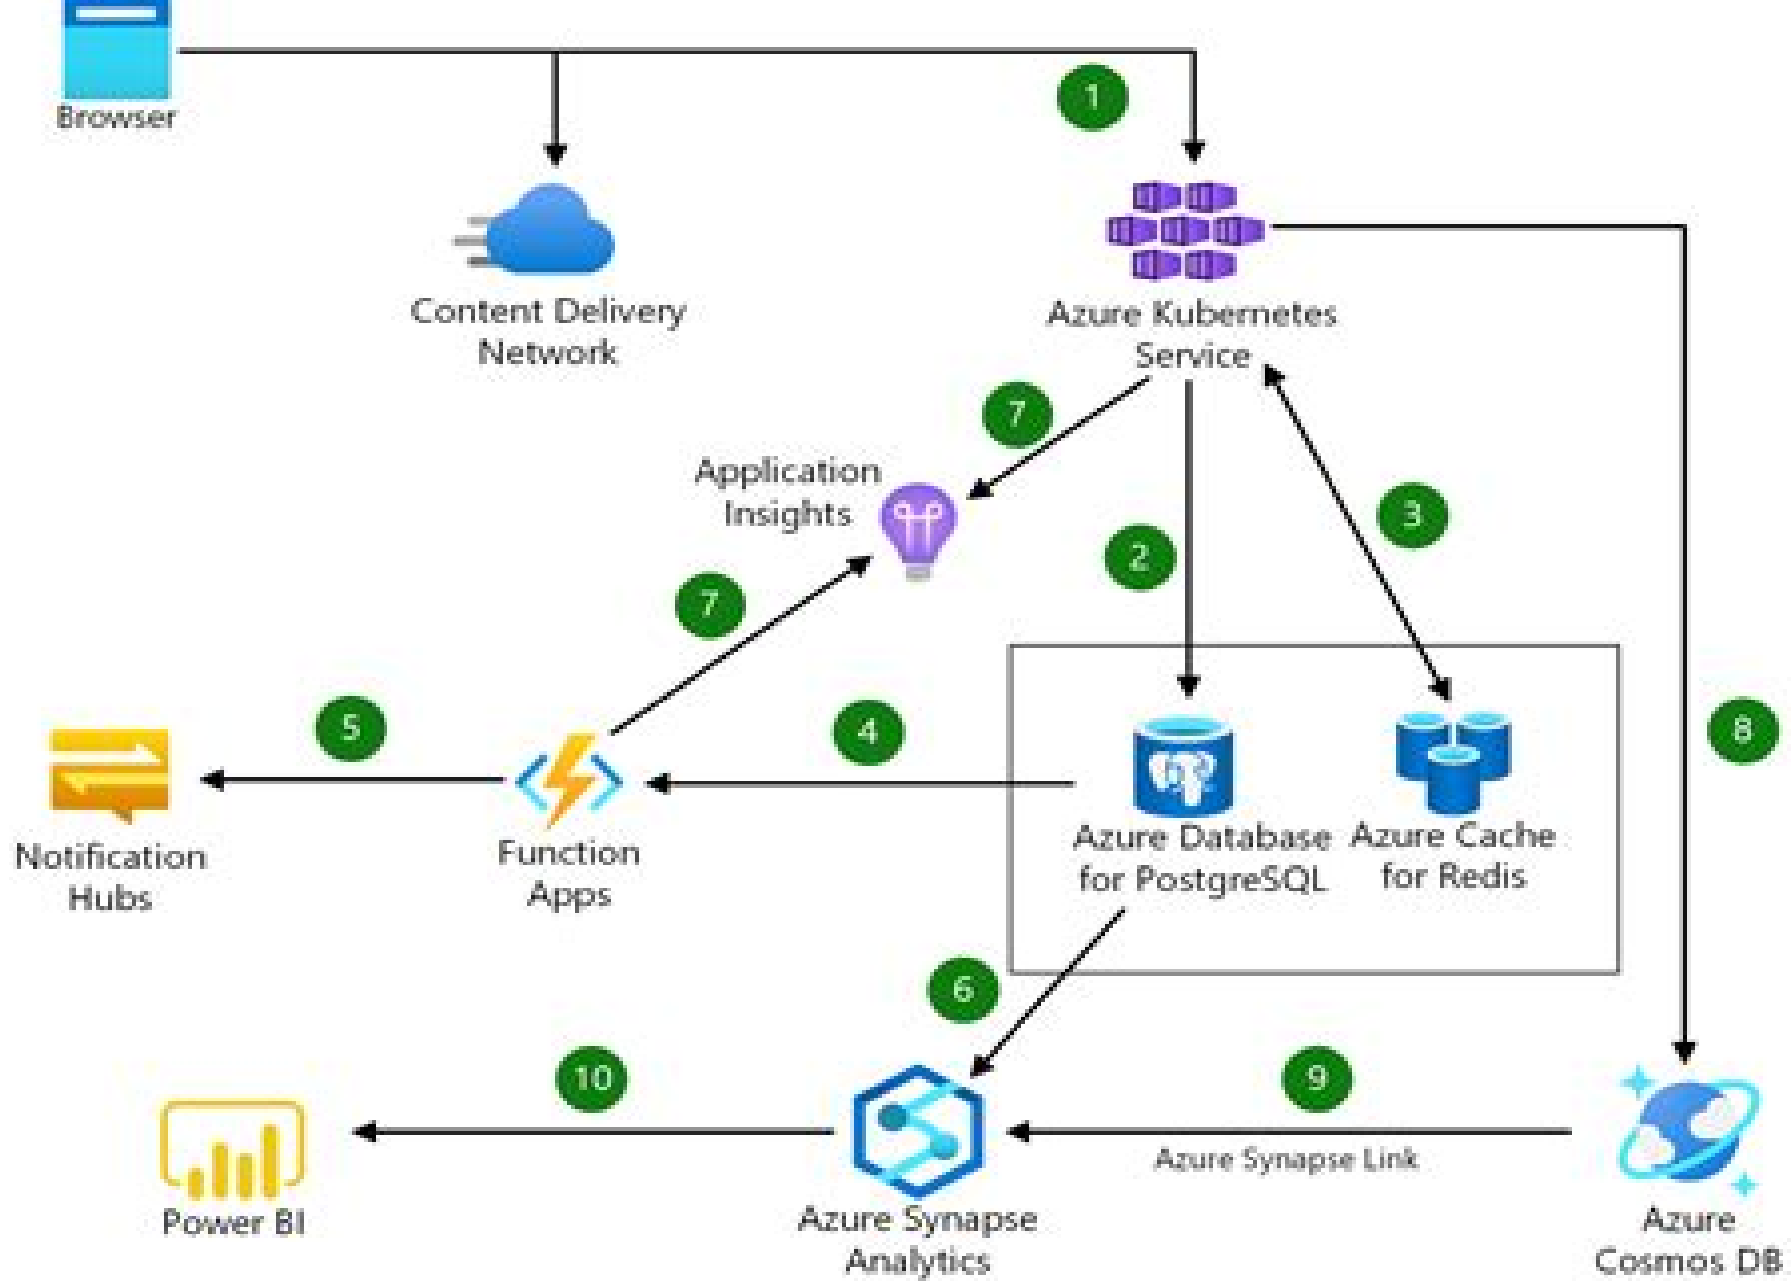 Browser
1
Content Delivery
Network
Azure Kubernetes
Service
7
Application
Insights
3
2
7
5
4
8
Notification
Hubs
Function
Apps
Azure Database
for PostgreSQL
Azure Cache
for Redis
6
10
9
Azure Synapse Link
Power BI
Azure Synapse
Analytics
Azure
Cosmos DB